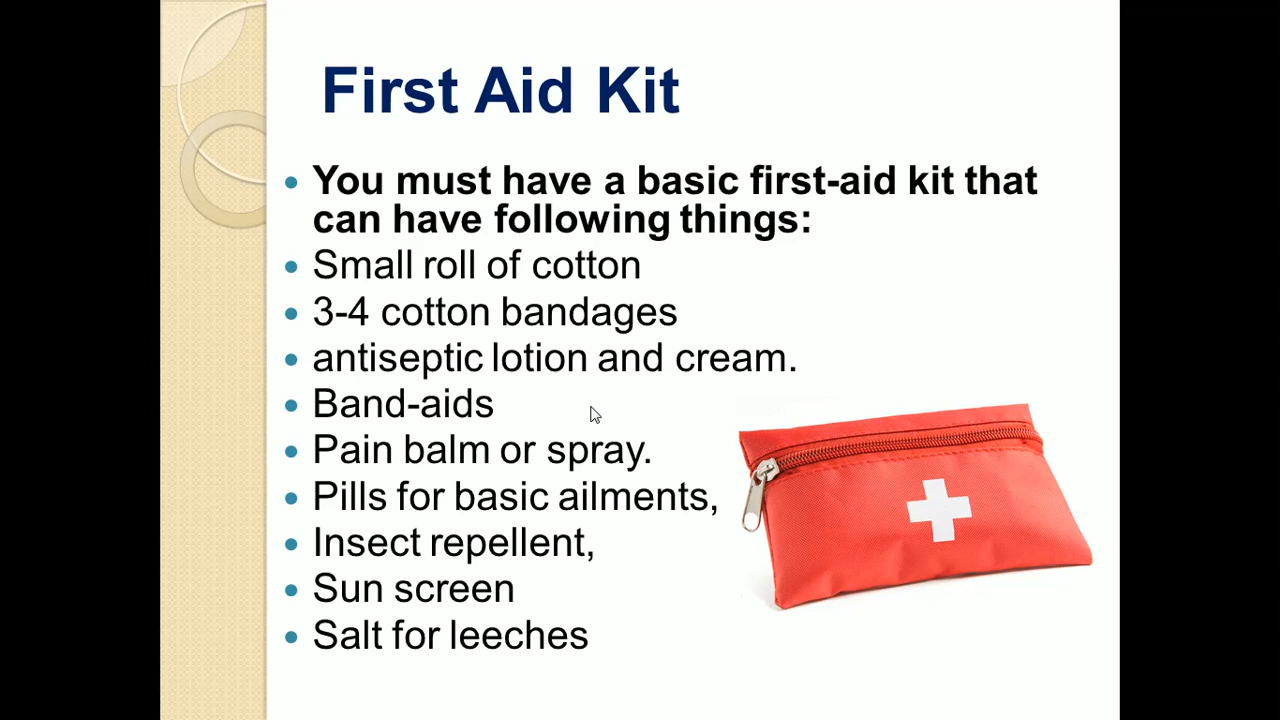 First Aid Kit
You must have a basic first-aid kit that
can have following things:
Small roll of cotton
3-4 cotton bandages
antiseptic lotion and cream.
Band-aids
Pain balm or spray.
Pills for basic ailments,
Insect repellent,
Sun screen
Salt for leeches